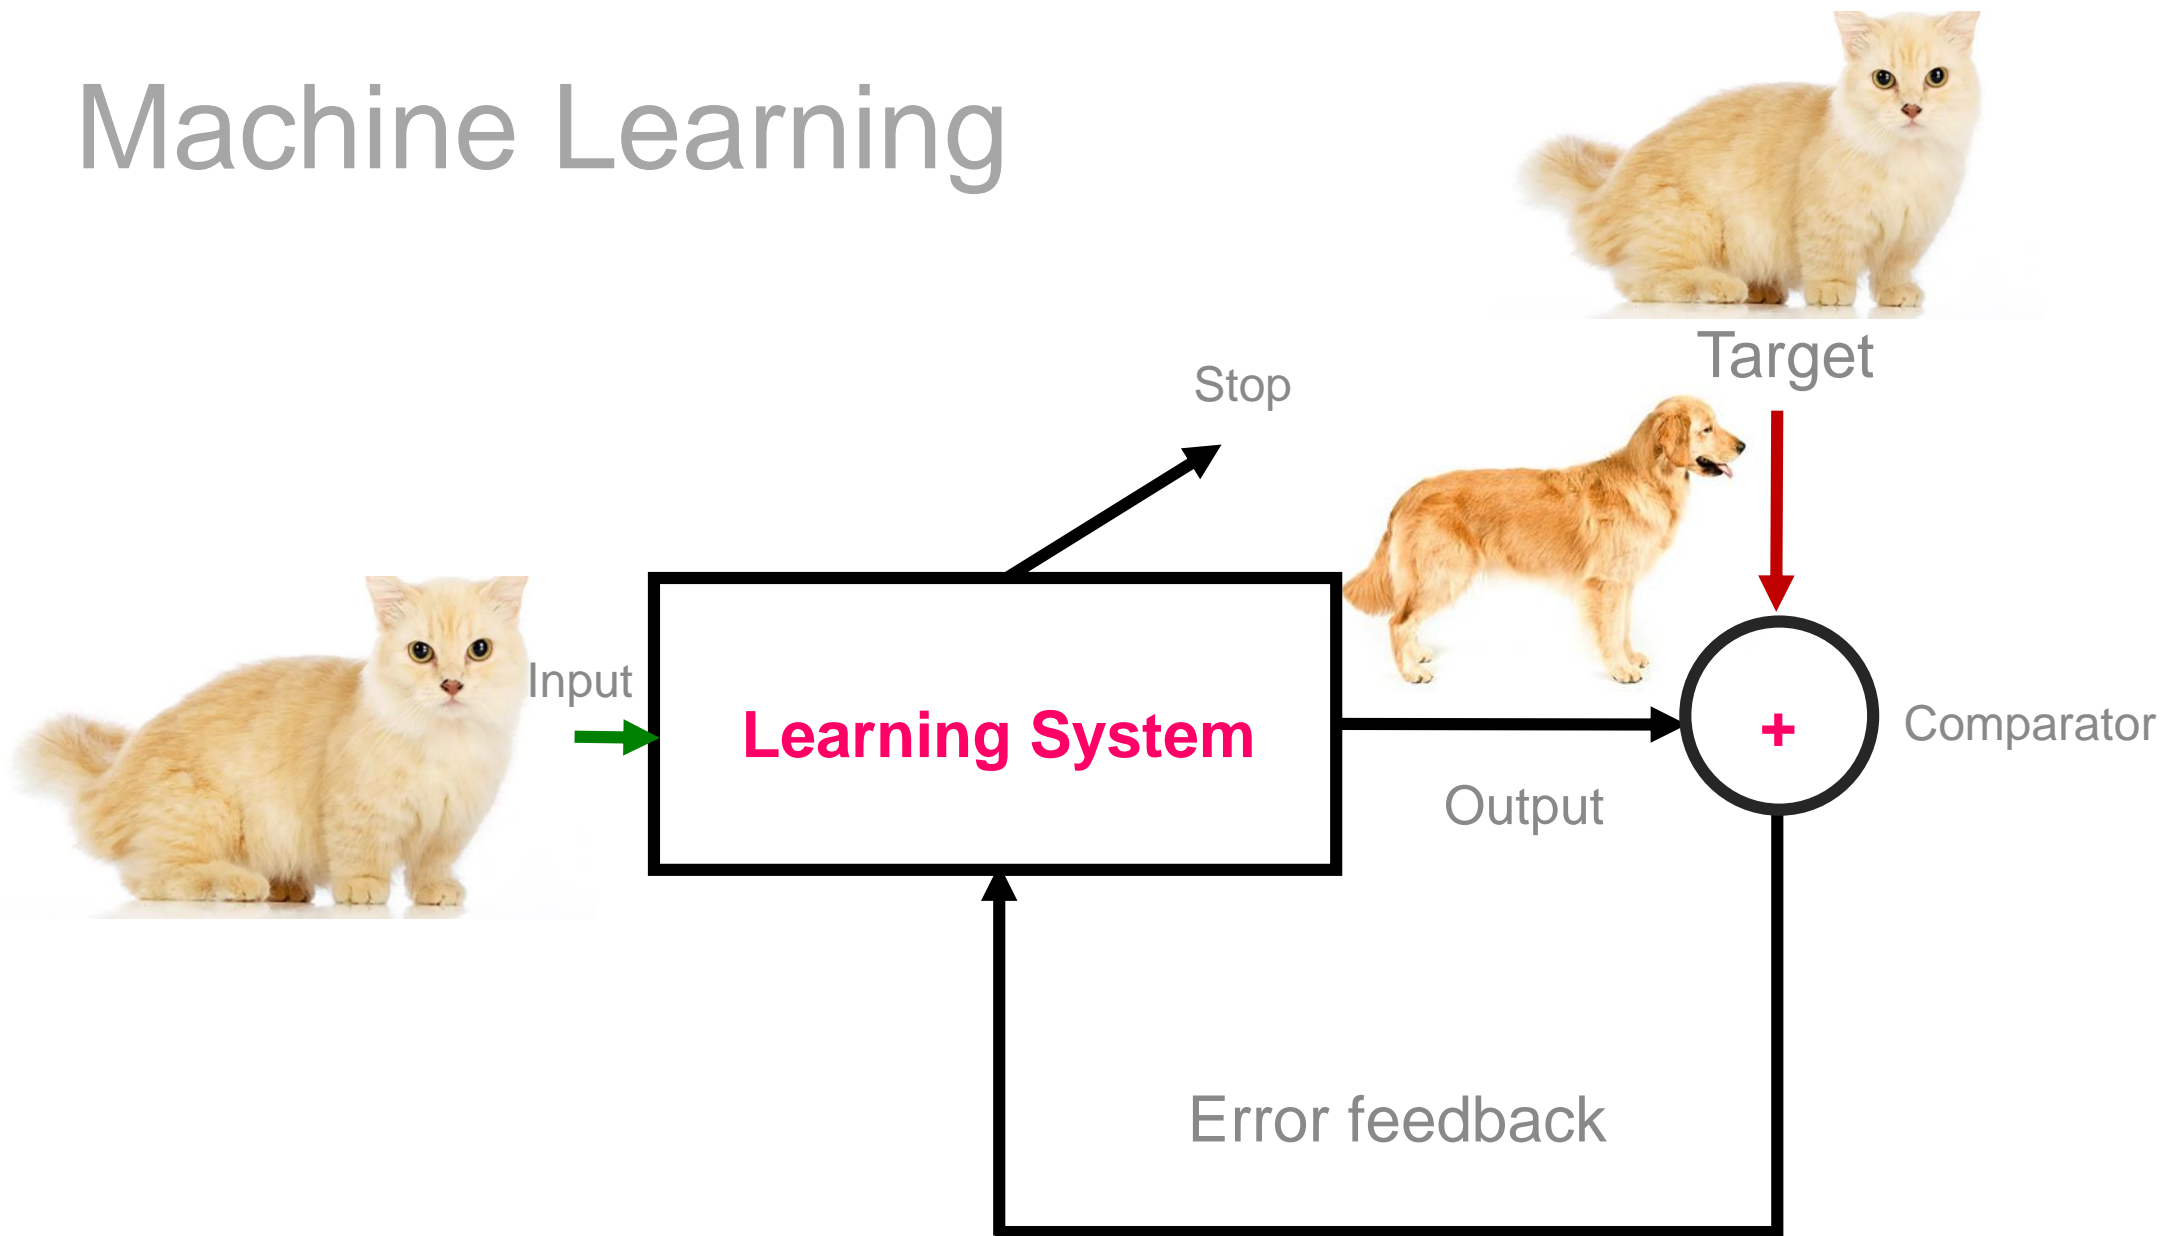 Machine Learning
Target
Stop
Input
Learning System
+
Comparator
Output
Error feedback